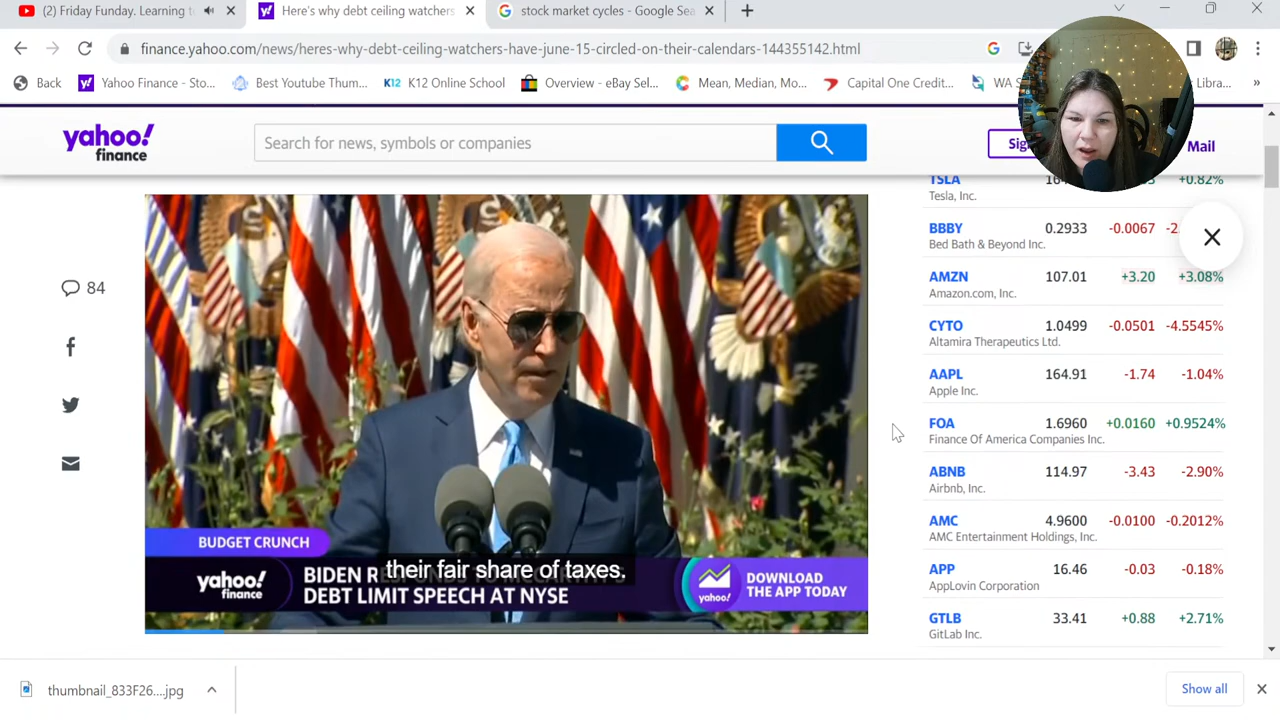 (2) Friday Funday. Learning t
Here's why debt ceiling watchers
stock market cycles - Google Sea
finance.yahoo.com/news/heres-why-debt-ceiling-watchers-have-june-15-circled-on-their-calendars-144355142.html
Back
Yahoo Finance - Sto...
Best Youtube Thum...
K12 K12 Online School
Overview - eBay Sel...
Mean, Median, Mo...
Capital One Credit...
WA S
Libra...
»
yahoo!
finance
Search for news, symbols or companies
Sig
Mail
TSLA +0.82%
Tesla, Inc.
BBBY 0.2933 -0.0067
Bed Bath & Beyond Inc.
AMZN 107.01 +3.20 +3.08%
Amazon.com, Inc.
CYTO 1.0499 -0.0501 -4.5545%
Altamira Therapeutics Ltd.
AAPL 164.91 -1.74 -1.04%
Apple Inc.
FOA 1.6960 +0.0160 +0.9524%
Finance Of America Companies Inc.
ABNB 114.97 -3.43 -2.90%
Airbnb, Inc.
AMC 4.9600 -0.0100 -0.2012%
AMC Entertainment Holdings, Inc.
APP 16.46 -0.03 -0.18%
AppLovin Corporation
GTLB 33.41 +0.88 +2.71%
GitLab Inc.
84
BUDGET CRUNCH
their fair share of taxes.
yahoo!
finance
BIDEN R
DEBT LIMIT SPEECH AT NYSE
yahoo!
DOWNLOAD
THE APP TODAY
thumbnail_833F26....jpg
Show all